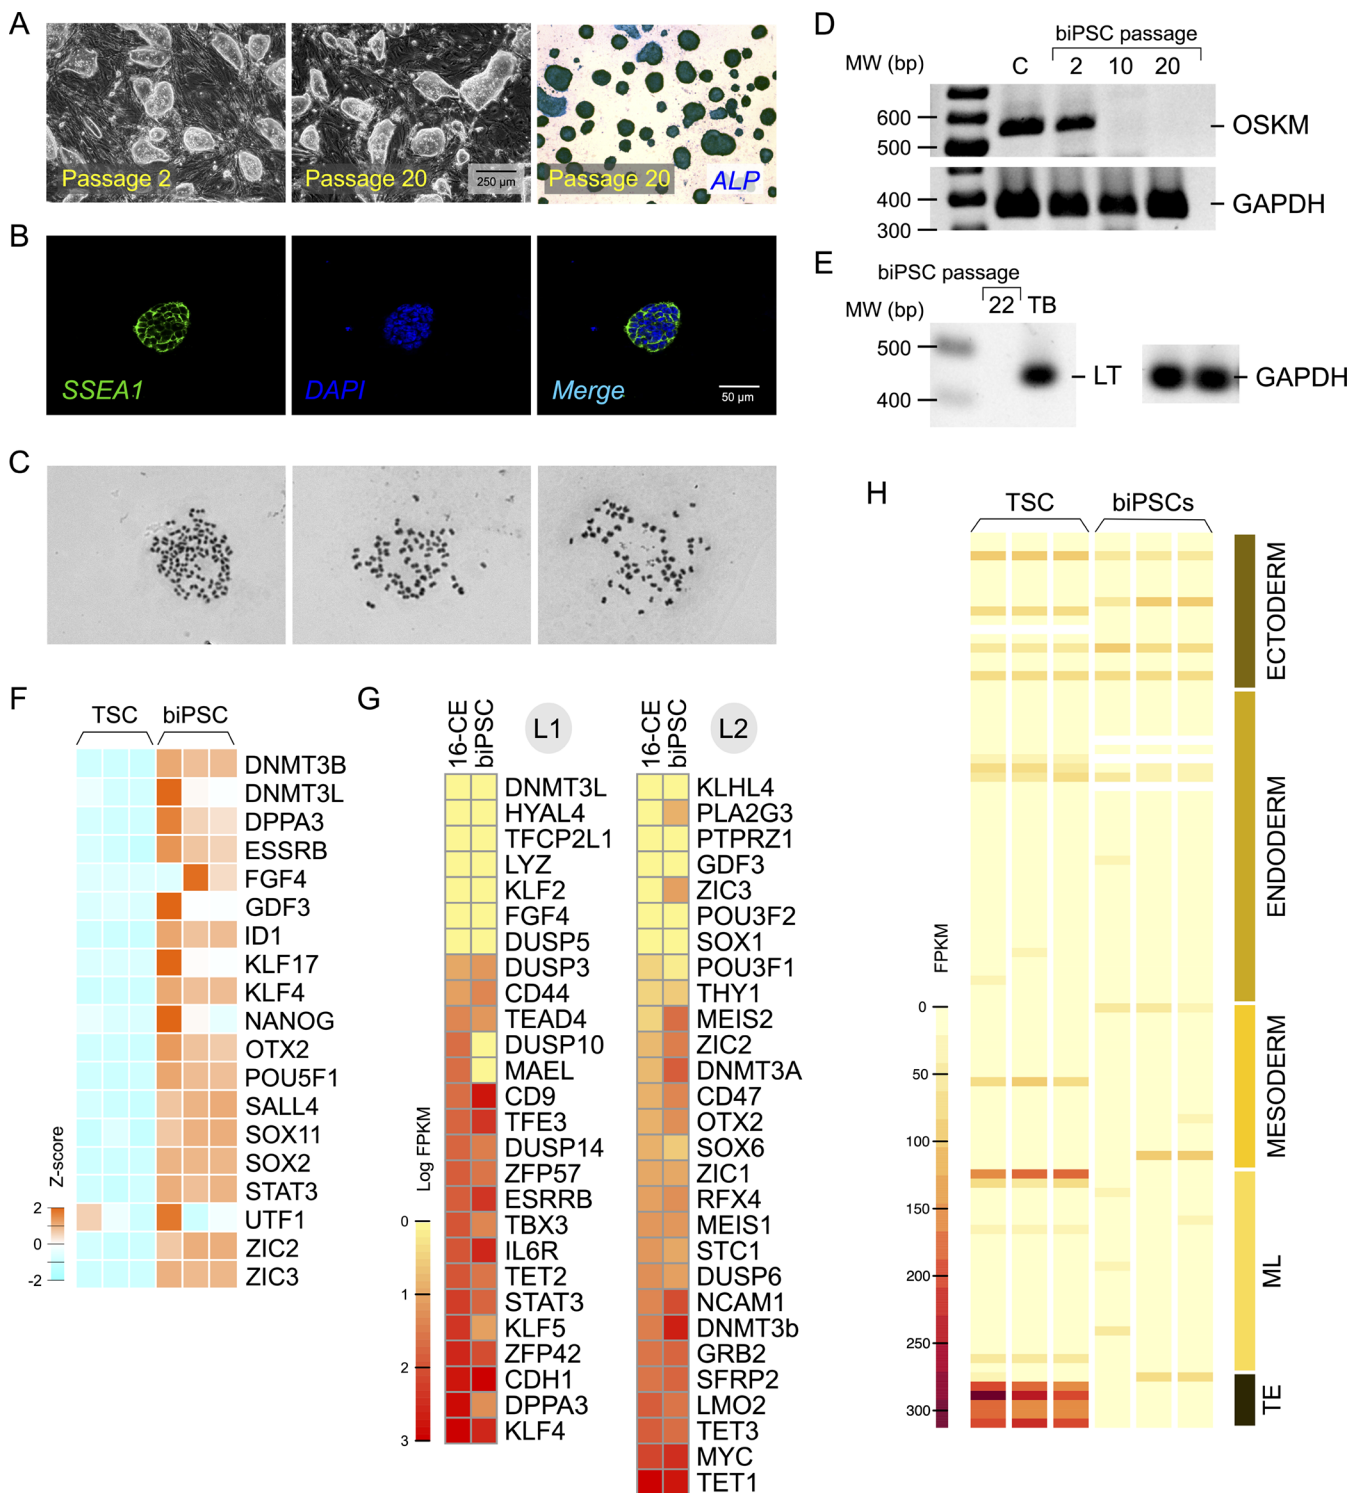 A
Passage 2
Passage 20
250 µm
Passage 20
ALP
B
SSEA1
DAPI
Merge
50 µm
C
D
biPSC passage
MW (bp)
C
2
10
20
600
500
OSKM
400
300
GAPDH
E
biPSC passage
MW (bp)
22
TB
500
400
LT
GAPDH
F
TSC
biPSC
DNMT3B
DNMT3L
DPPA3
ESSRB
FGF4
GDF3
ID1
KLF17
KLF4
NANOG
OTX2
POU5F1
SALL4
SOX11
SOX2
STAT3
UTF1
ZIC2
ZIC3
Z-score
2
0
-2
G
16-CE
biPSC
L1
DNMT3L
HYAL4
TFCP2L1
LYZ
KLF2
FGF4
DUSP5
DUSP3
CD44
TEAD4
DUSP10
MAEL
CD9
TFE3
DUSP14
ZFP57
ESRRB
TBX3
IL6R
TET2
STAT3
KLF5
ZFP42
CDH1
DPPA3
KLF4
Log FPKM
0
1
2
3
16-CE
biPSC
L2
KLHL4
PLA2G3
PTPRZ1
GDF3
ZIC3
POU3F2
SOX1
POU3F1
THY1
MEIS2
ZIC2
DNMT3A
CD47
OTX2
SOX6
ZIC1
RFX4
MEIS1
STC1
DUSP6
NCAM1
DNMT3b
GRB2
SFRP2
LMO2
TET3
MYC
TET1
H
TSC
biPSCs
ECTODERM
ENDODERM
MESODERM
ML
TE
FPKM
0
50
100
150
200
250
300